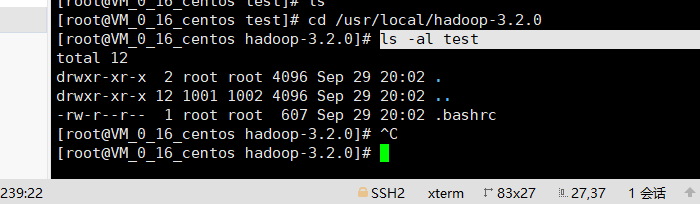 [root@VM_0_16_centos test]# ls
[root@VM_0_16_centos test]# cd /usr/local/hadoop-3.2.0
[root@VM_0_16_centos hadoop-3.2.0]# ls -al test
total 12
drwxr-xr-x  2 root root 4096 Sep 29 20:02 .
drwxr-xr-x 12 1001 1002 4096 Sep 29 20:02 ..
-rw-r--r--  1 root root  607 Sep 29 20:02 .bashrc
[root@VM_0_16_centos hadoop-3.2.0]# ^C
[root@VM_0_16_centos hadoop-3.2.0]#
239:22 SSH2 xterm 83x27 27,37 1 会话